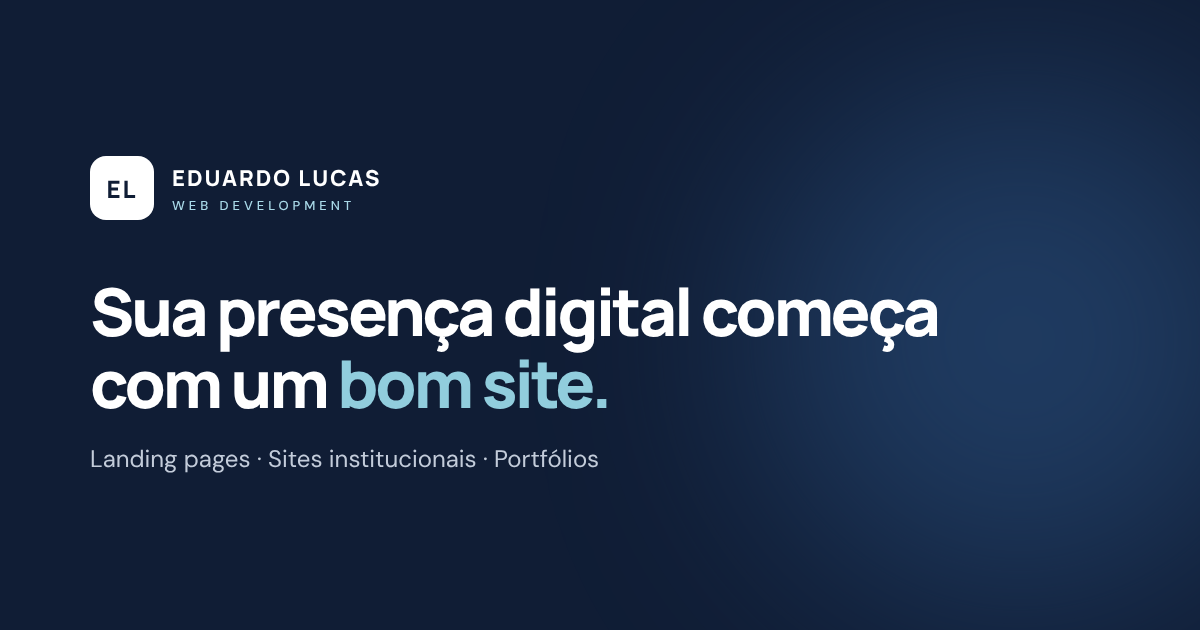 EL
EDUARDO LUCAS
WEB DEVELOPMENT
Sua presença digital começa
com um bom site.
Landing pages · Sites institucionais · Portfólios